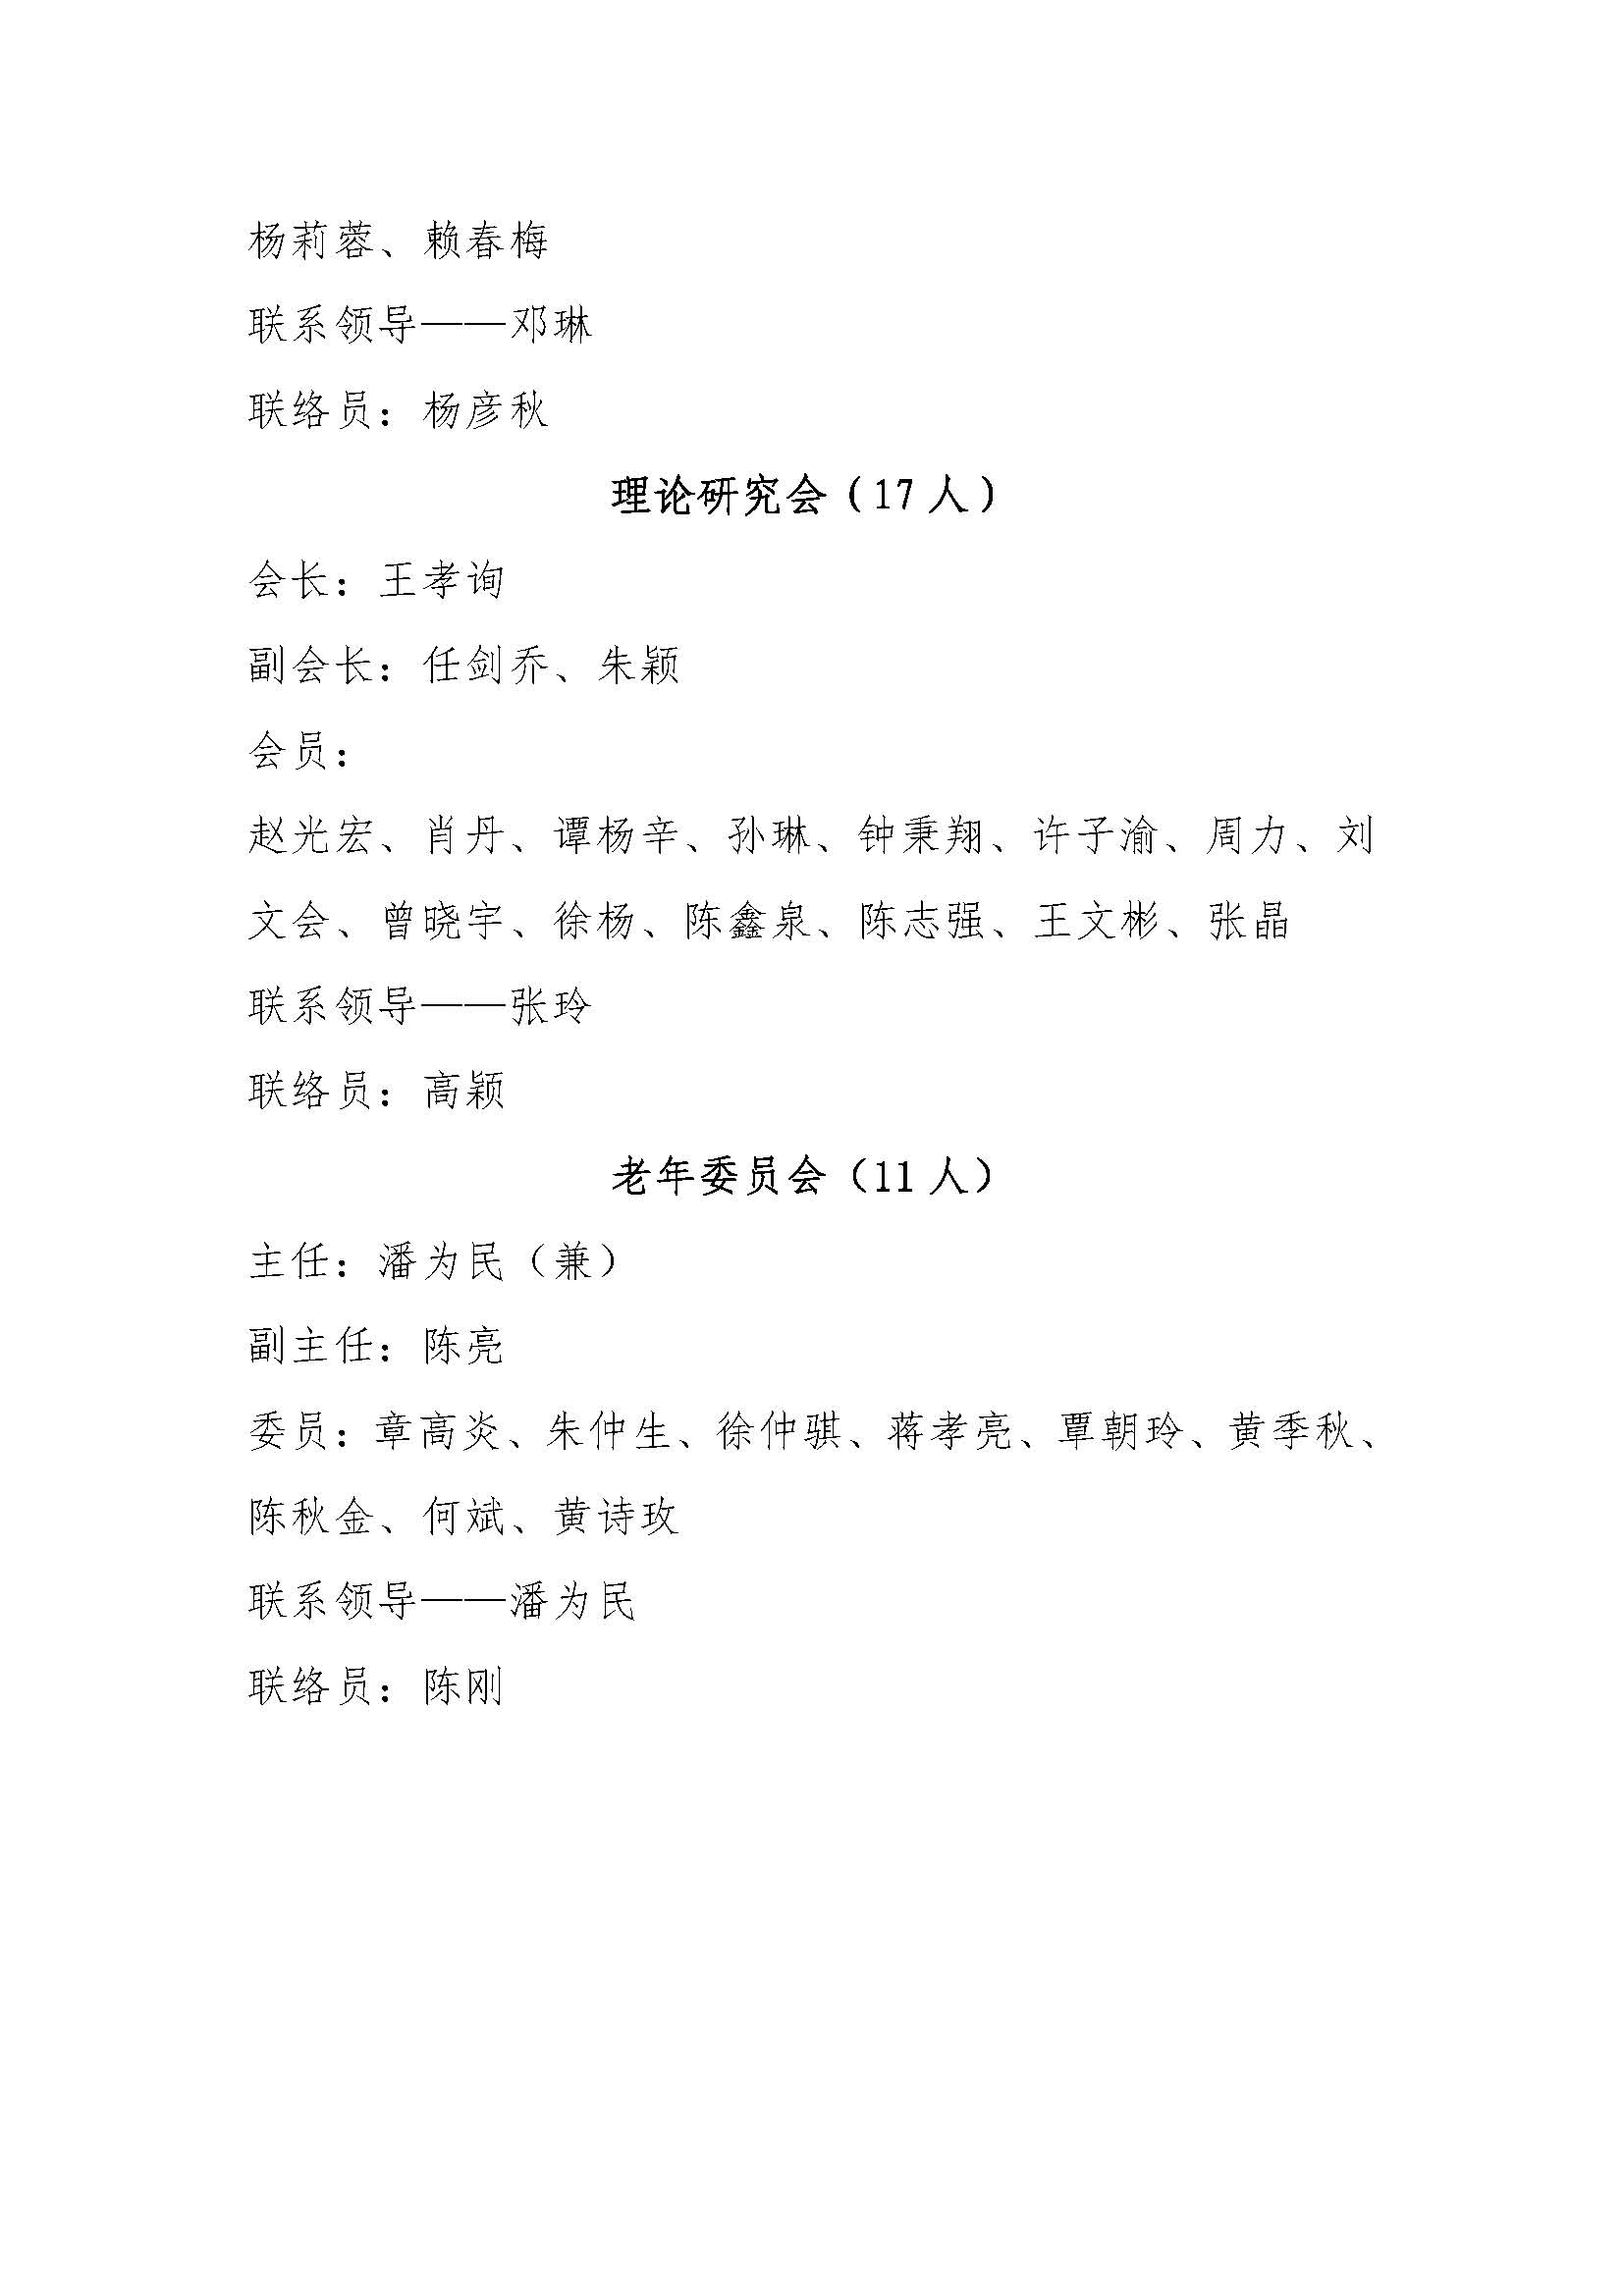 杨莉蓉、赖春梅
联系领导——邓琳
联络员：杨彦秋
理论研究会（17人）
会长：王孝询
副会长：任剑乔、朱颖
会员：
赵光宏、肖丹、谭杨辛、孙琳、钟秉翔、许子渝、周力、刘
文会、曾晓宇、徐杨、陈鑫泉、陈志强、王文彬、张晶
联系领导——张玲
联络员：高颖
老年委员会（11人）
主任：潘为民（兼）
副主任：陈亮
委员：章高炎、朱仲生、徐仲骐、蒋孝亮、覃朝玲、黄季秋、
陈秋金、何斌、黄诗玫
联系领导——潘为民
联络员：陈刚